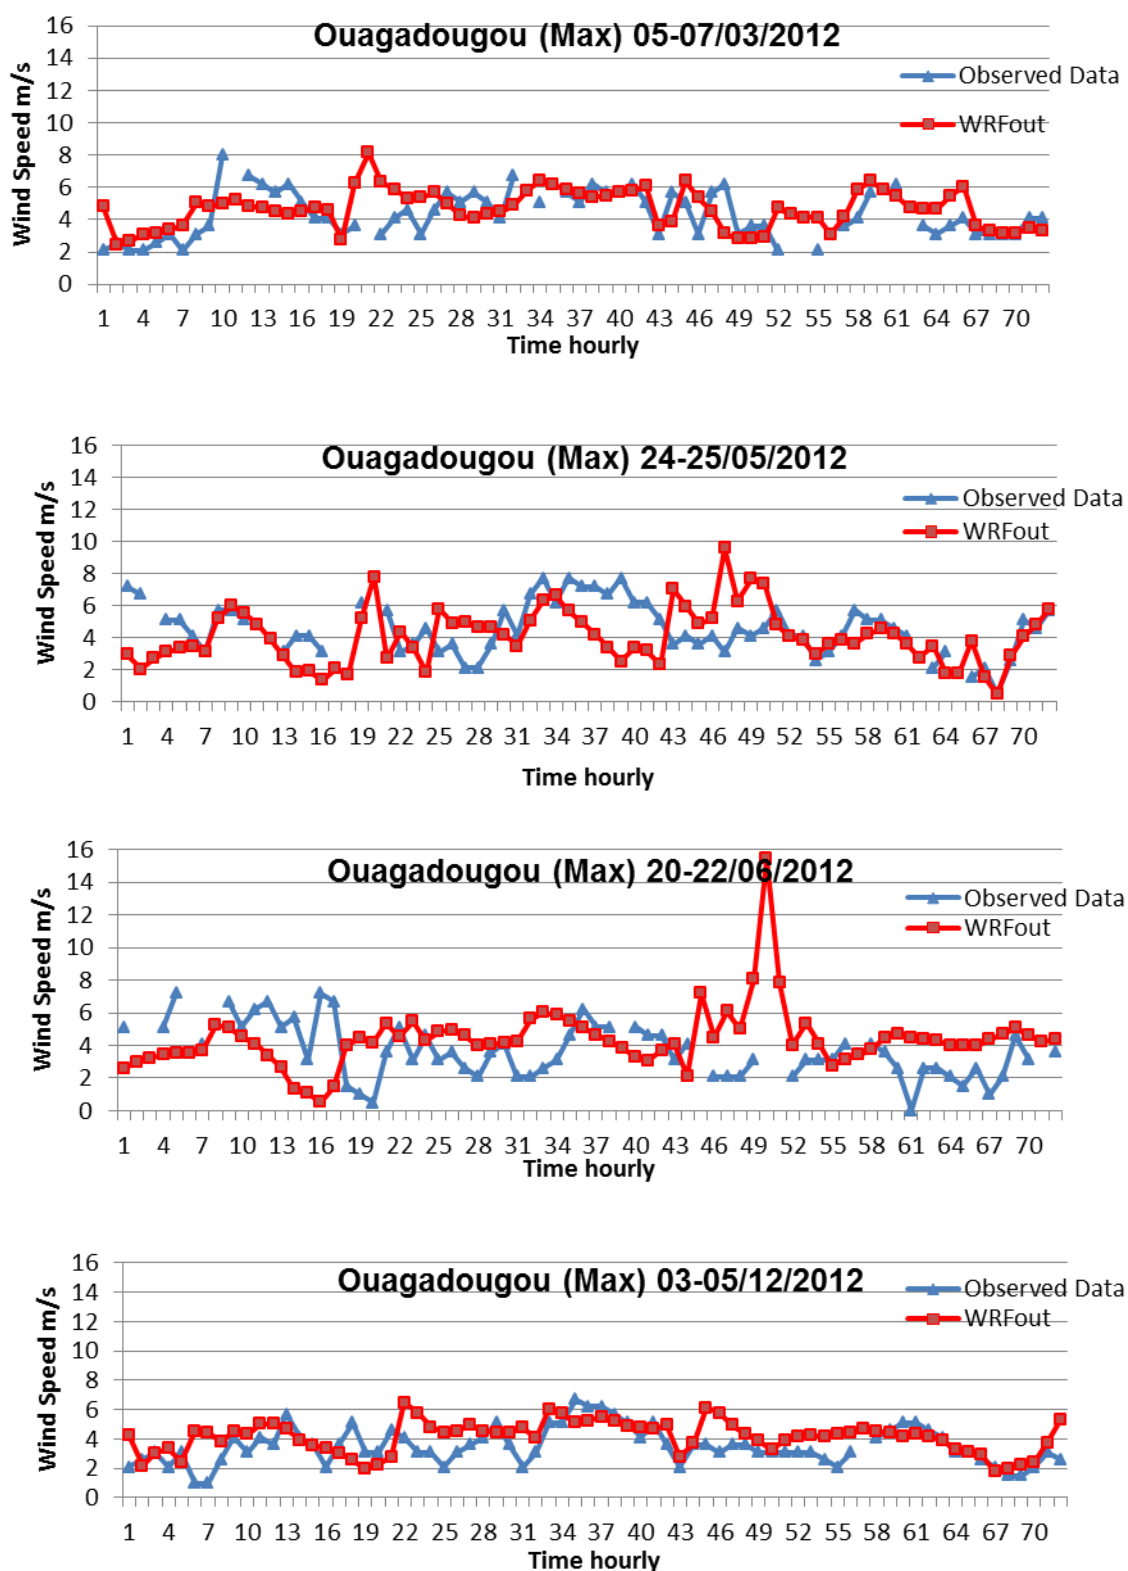 Ouagadougou (Max) 05-07/03/2012
Wind Speed m/s
16
14
12
10
8
6
4
2
0
Observed Data
WRFout
1 4 7 10 13 16 19 22 25 28 31 34 37 40 43 46 49 52 55 58 61 64 67 70
Time hourly
Ouagadougou (Max) 24-25/05/2012
Wind Speed m/s
16
14
12
10
8
6
4
2
0
Observed Data
WRFout
1 4 7 10 13 16 19 22 25 28 31 34 37 40 43 46 49 52 55 58 61 64 67 70
Time hourly
Ouagadougou (Max) 20-22/06/2012
Wind Speed m/s
16
14
12
10
8
6
4
2
0
Observed Data
WRFout
1 4 7 10 13 16 19 22 25 28 31 34 37 40 43 46 49 52 55 58 61 64 67 70
Time hourly
Ouagadougou (Max) 03-05/12/2012
Wind Speed m/s
16
14
12
10
8
6
4
2
0
Observed Data
WRFout
1 4 7 10 13 16 19 22 25 28 31 34 37 40 43 46 49 52 55 58 61 64 67 70
Time hourly